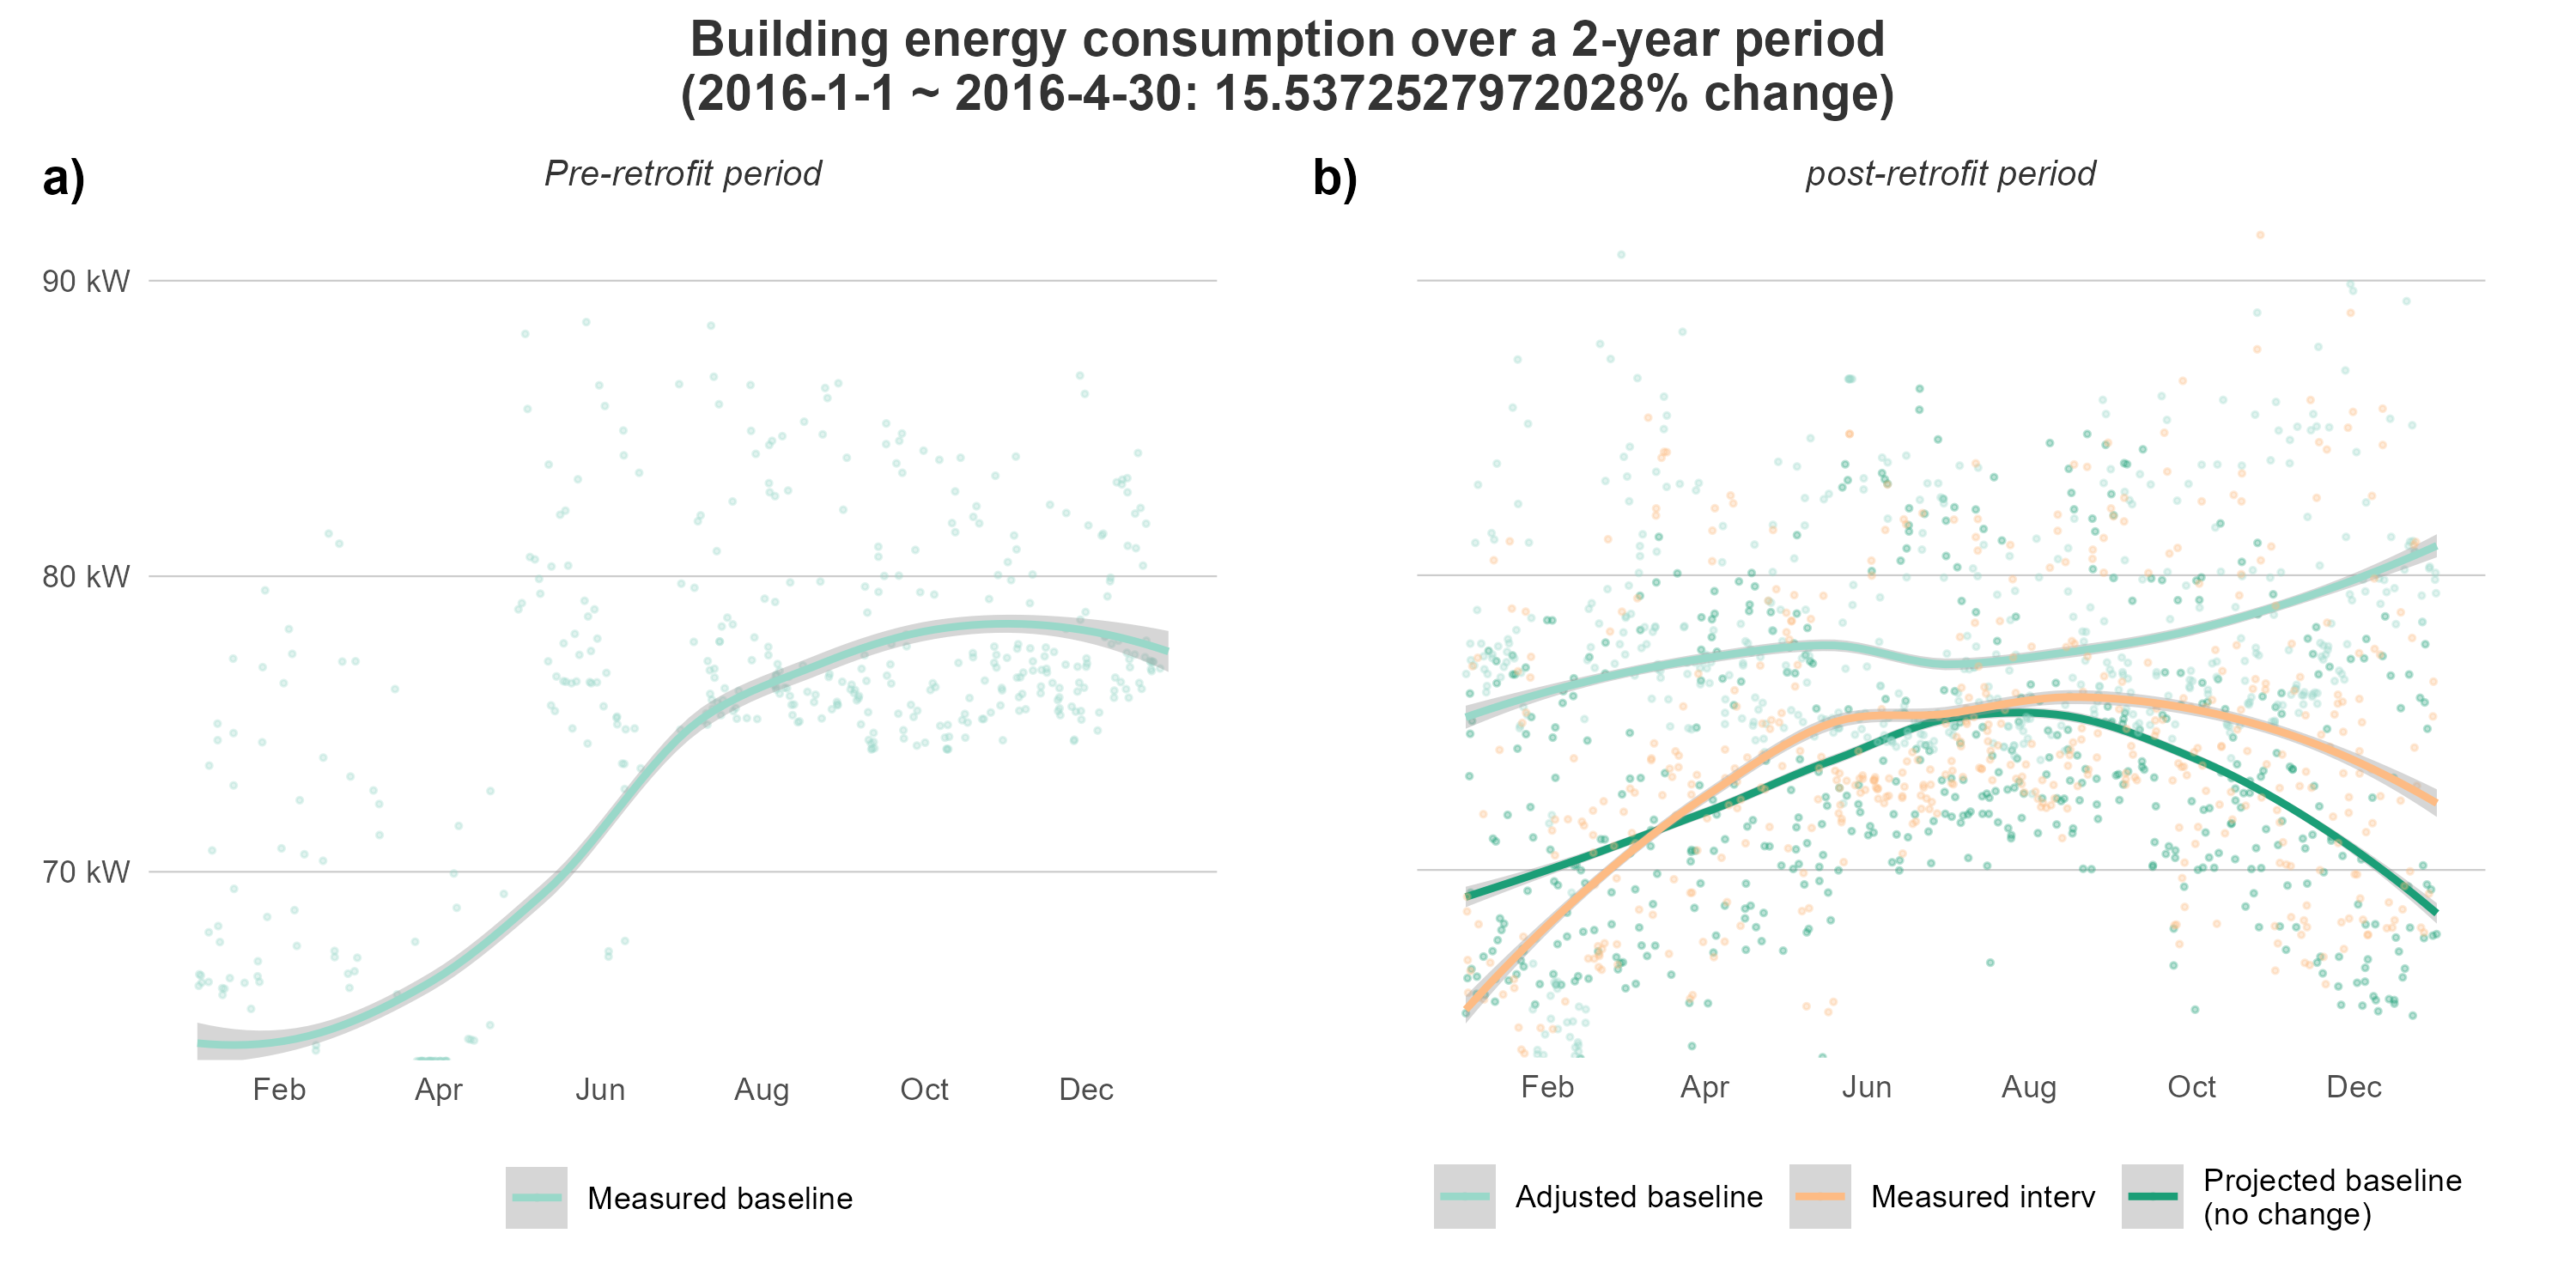 Building energy consumption over a 2-year period
(2016-1-1 ~ 2016-4-30: 15.5372527972028% change)
a)
Pre-retrofit period
90 kW
80 kW
70 kW
Feb Apr Jun Aug Oct Dec
Measured baseline
b)
post-retrofit period
Feb Apr Jun Aug Oct Dec
Adjusted baseline
Measured interv
Projected baseline
(no change)